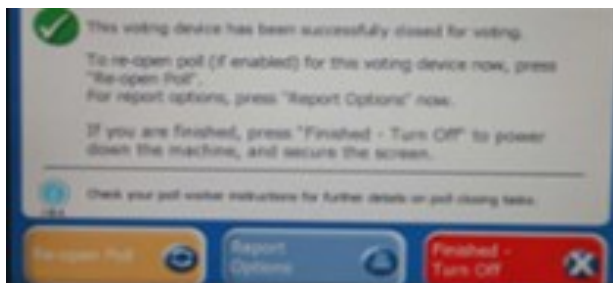 This voting device has been successfully closed for voting.
To re-open poll (if enabled) for this voting device now, press
"Re-open Poll".
For report options, press "Report Options" now.
If you are finished, press "Finished - Turn Off" to power
down the machine, and secure the screen.
Check your poll worker instructions for further details on poll closing tasks.
Re-open Poll
Report
Options
Finished -
Turn Off